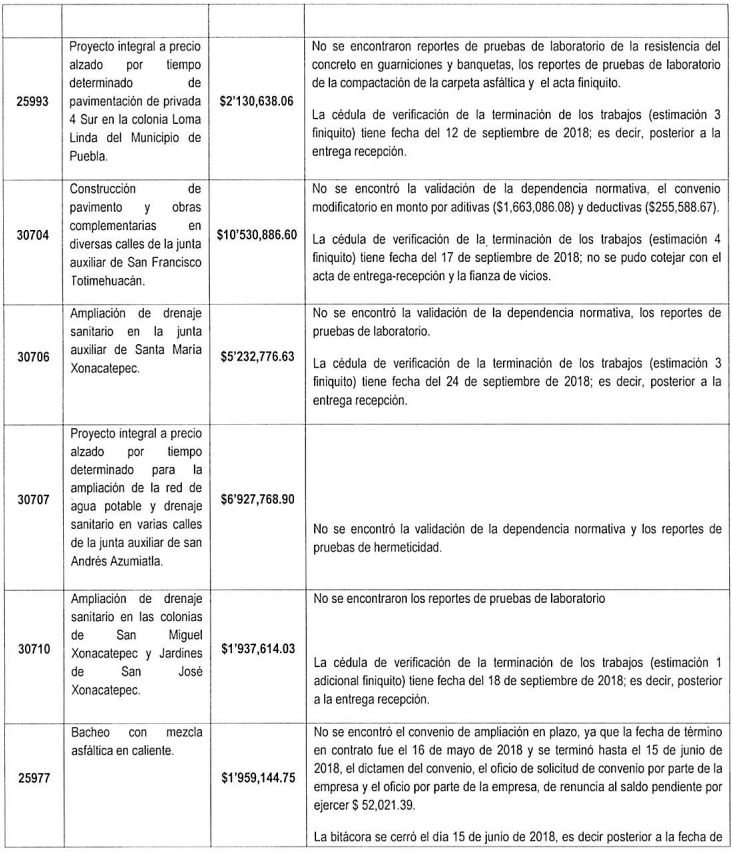 25993
Proyecto integral a precio
alzado por tiempo
determinado de
pavimentación de privada
4 Sur en la colonia Loma
Linda del Municipio de
Puebla.
$2'130,638.06
No se encontraron reportes de pruebas de laboratorio de la resistencia del
concreto en guarniciones y banquetas, los reportes de pruebas de laboratorio
de la compactación de la carpeta asfáltica y el acta finiquito.
La cédula de verificación de la terminación de los trabajos (estimación 3
finiquito) tiene fecha del 12 de septiembre de 2018; es decir, posterior a la
entrega recepción.
30704
Construcción de
pavimento y obras
complementarias en
diversas calles de la junta
auxiliar de San Francisco
Totimehuacán.
$10'530,886.60
No se encontró la validación de la dependencia normativa, el convenio
modificatorio en monto por aditivas ($1,663,086.08) y deductivas ($255,588.67).
La cédula de verificación de la terminación de los trabajos (estimación 4
finiquito) tiene fecha del 17 de septiembre de 2018; no se pudo cotejar con el
acta de entrega-recepción y la fianza de vicios.
30706
Ampliación de drenaje
sanitario en la junta
auxiliar de Santa María
Xonacatepec.
$5'232,776.63
No se encontró la validación de la dependencia normativa, los reportes de
pruebas de laboratorio.
La cédula de verificación de la terminación de los trabajos (estimación 3
finiquito) tiene fecha del 24 de septiembre de 2018; es decir, posterior a la
entrega recepción.
30707
Proyecto integral a precio
alzado por tiempo
determinado para la
ampliación de la red de
agua potable y drenaje
sanitario en varias calles
de la junta auxiliar de san
Andrés Azumiatla.
$6'927,768.90
No se encontró la validación de la dependencia normativa y los reportes de
pruebas de hermeticidad.
30710
Ampliación de drenaje
sanitario en las colonias
de San Miguel
Xonacatepec y Jardines
de San José
Xonacatepec.
$1'937,614.03
No se encontraron los reportes de pruebas de laboratorio
La cédula de verificación de la terminación de los trabajos (estimación 1
adicional finiquito) tiene fecha del 18 de septiembre de 2018; es decir, posterior
a la entrega recepción.
25977
Bacheo con mezcla
asfáltica en caliente.
$1'959,144.75
No se encontró el convenio de ampliación en plazo, ya que la fecha de término
en contrato fue el 16 de mayo de 2018 y se terminó hasta el 15 de junio de
2018, el dictamen del convenio, el oficio de solicitud de convenio por parte de la
empresa y el oficio por parte de la empresa, de renuncia al saldo pendiente por
ejercer $ 52,021.39.
La bitácora se cerró el día 15 de junio de 2018, es decir posterior a la fecha de